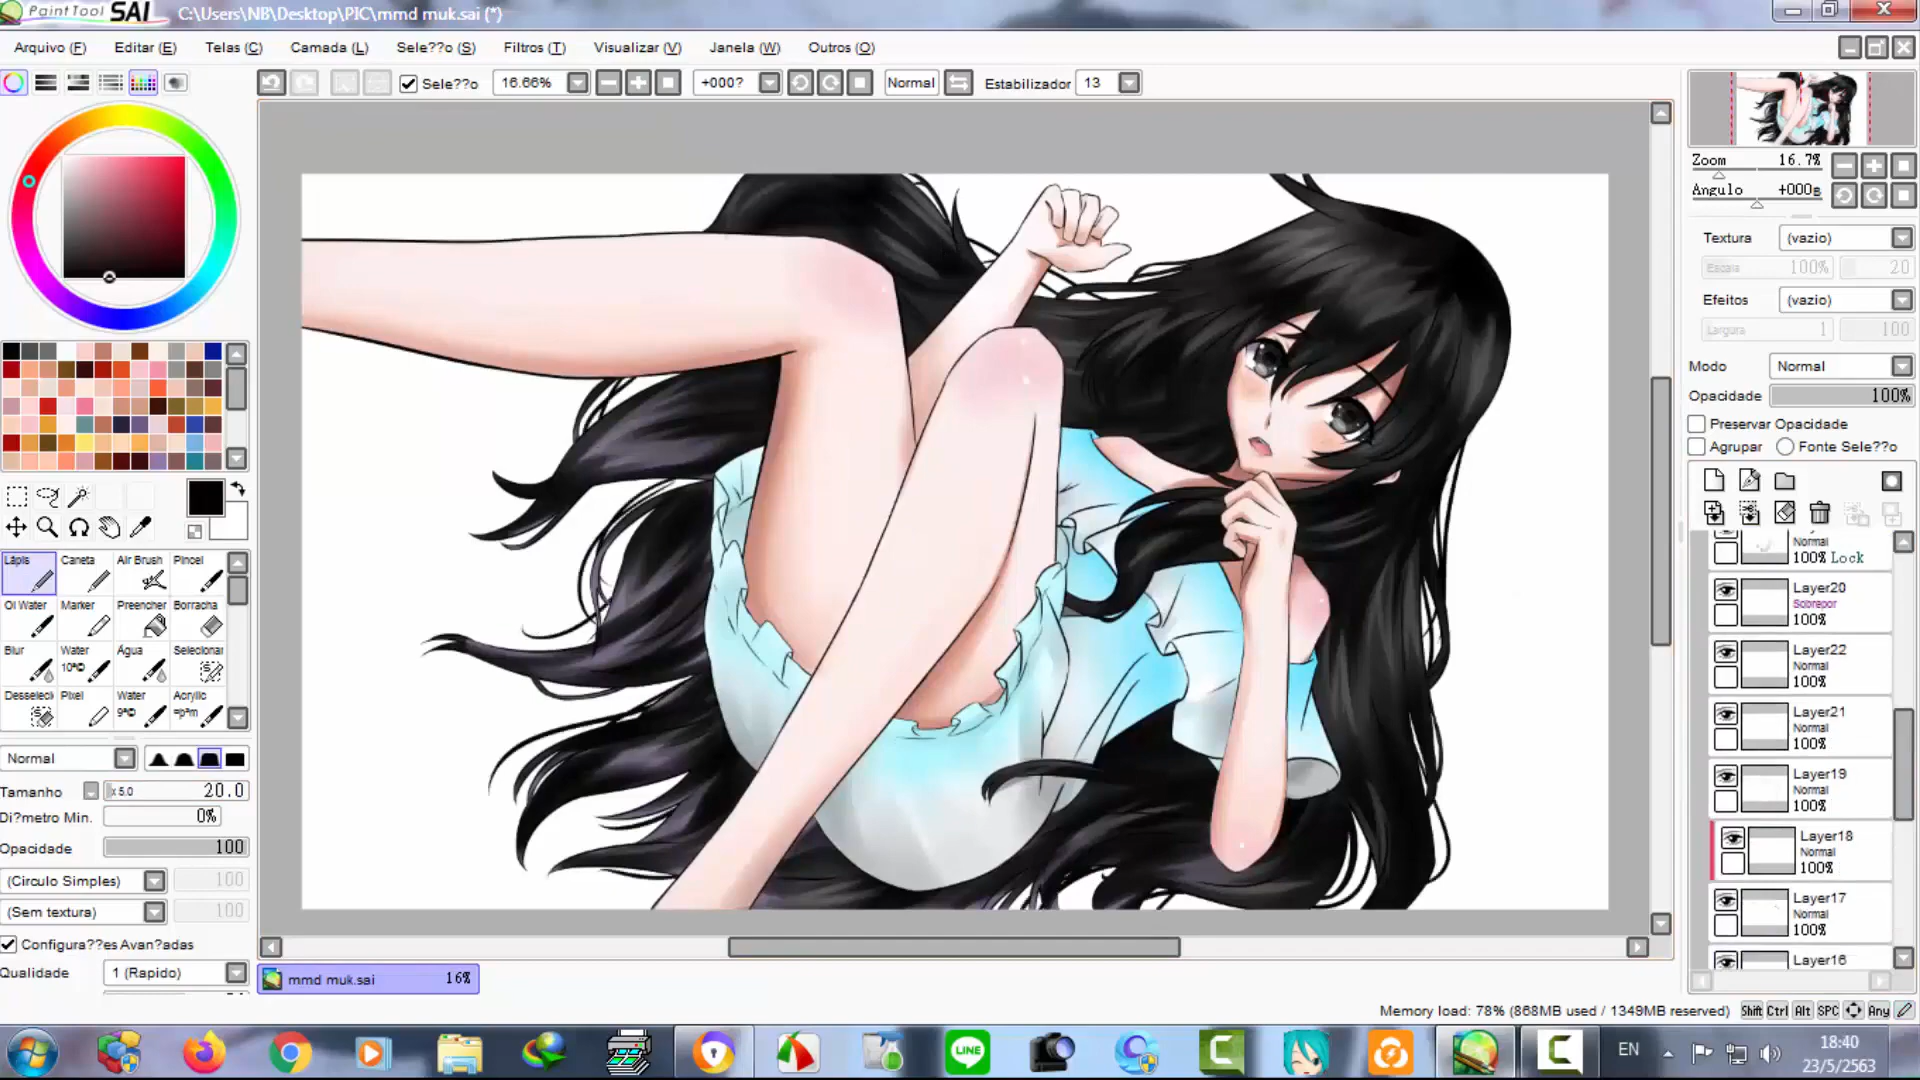 PaintTool SAI C:\Users\NB\Desktop\PIC\mmd muk.sai (*)
Arquivo (F) Editar (E) Telas (C) Camada (L) Sele??o (S) Filtros (T) Visualizar (V) Janela (W) Outros (O)
Sele??o 16.66% +000? Normal Estabilizador 13
Zoom 16.7%
Angulo +000a
Textura (vazio)
Escala 100% 20
Efeitos (vazio)
Largura 1 100
Modo Normal
Opacidade 100%
Preservar Opacidade
Agrupar Fonte Sele??o
Normal
100% Lock
Layer20
Sobrepor
100%
Layer22
Normal
100%
Layer21
Normal
100%
Layer19
Normal
100%
Layer18
Normal
100%
Layer17
Normal
100%
Layer16
Lápis Caneta Air Brush Pincel
Oi Water Marker Preencher Borracha
Blur Water Água Selecionar
Desseleci Pixel Water Acrylic
Normal
Tamanho x 5.0 20.0
Di?metro Min. 0%
Opacidade 100
(Circulo Simples) 100
(Sem textura) 100
Configura??es Avan?adas
Qualidade 1 (Rapido)
mmd muk.sai 16%
Memory load: 78% (868MB used / 1349MB reserved) Shift Ctrl Alt SPC Any
LINE
EN
18:40
23/5/2563